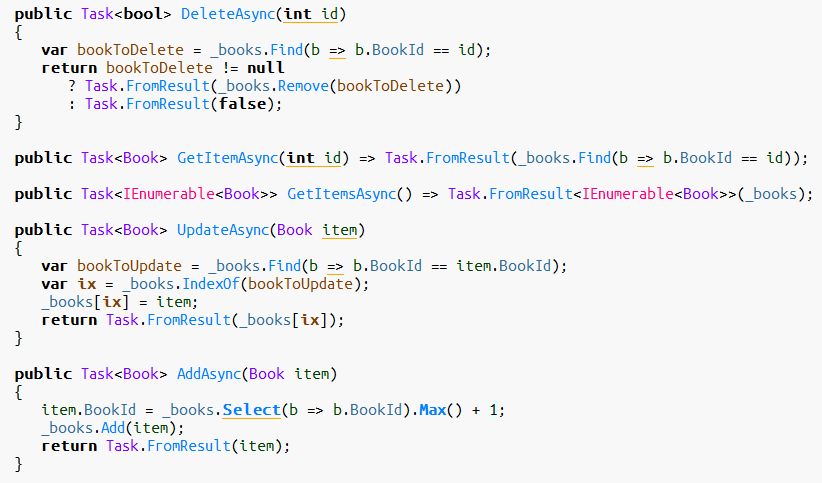 public Task<bool> DeleteAsync(int id)
{
var bookToDelete = _books.Find(b => b.BookId == id);
return bookToDelete != null
? Task.FromResult(_books.Remove(bookToDelete))
: Task.FromResult(false);
}
public Task<Book> GetItemAsync(int id) => Task.FromResult(_books.Find(b => b.BookId == id));
public Task<IEnumerable<Book>> GetItemsAsync() => Task.FromResult<IEnumerable<Book>>(_books);
public Task<Book> UpdateAsync(Book item)
{
var bookToUpdate = _books.Find(b => b.BookId == item.BookId);
var ix = _books.IndexOf(bookToUpdate);
_books[ix] = item;
return Task.FromResult(_books[ix]);
}
public Task<Book> AddAsync(Book item)
{
item.BookId = _books.Select(b => b.BookId).Max() + 1;
_books.Add(item);
return Task.FromResult(item);
}